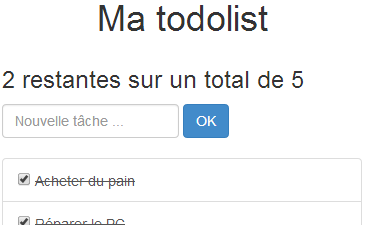 Ma todolist
2 restantes sur un total de 5
Nouvelle tâche ...
OK
Acheter du pain
Réparer le PC